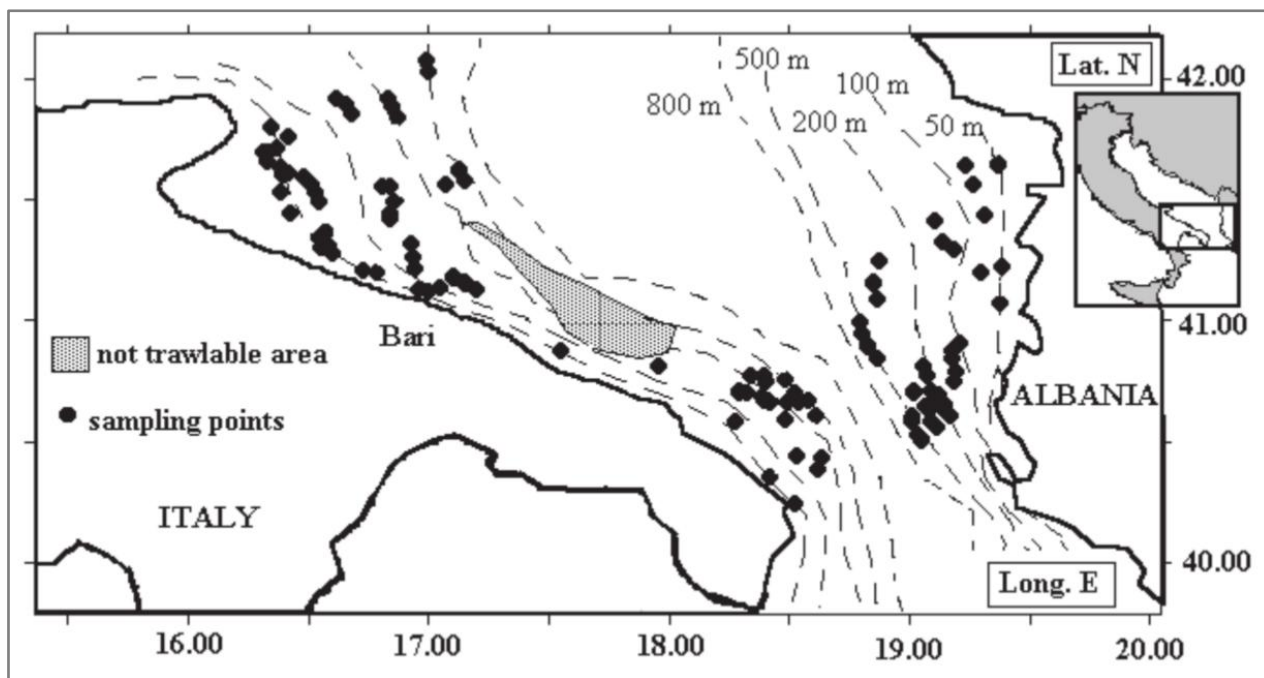 Lat. N
42.00
500 m
100 m
800 m
200 m
50 m
41.00
Bari
not trawlable area
ALBANIA
sampling points
ITALY
40.00
Long. E
16.00
17.00
18.00
19.00
20.00